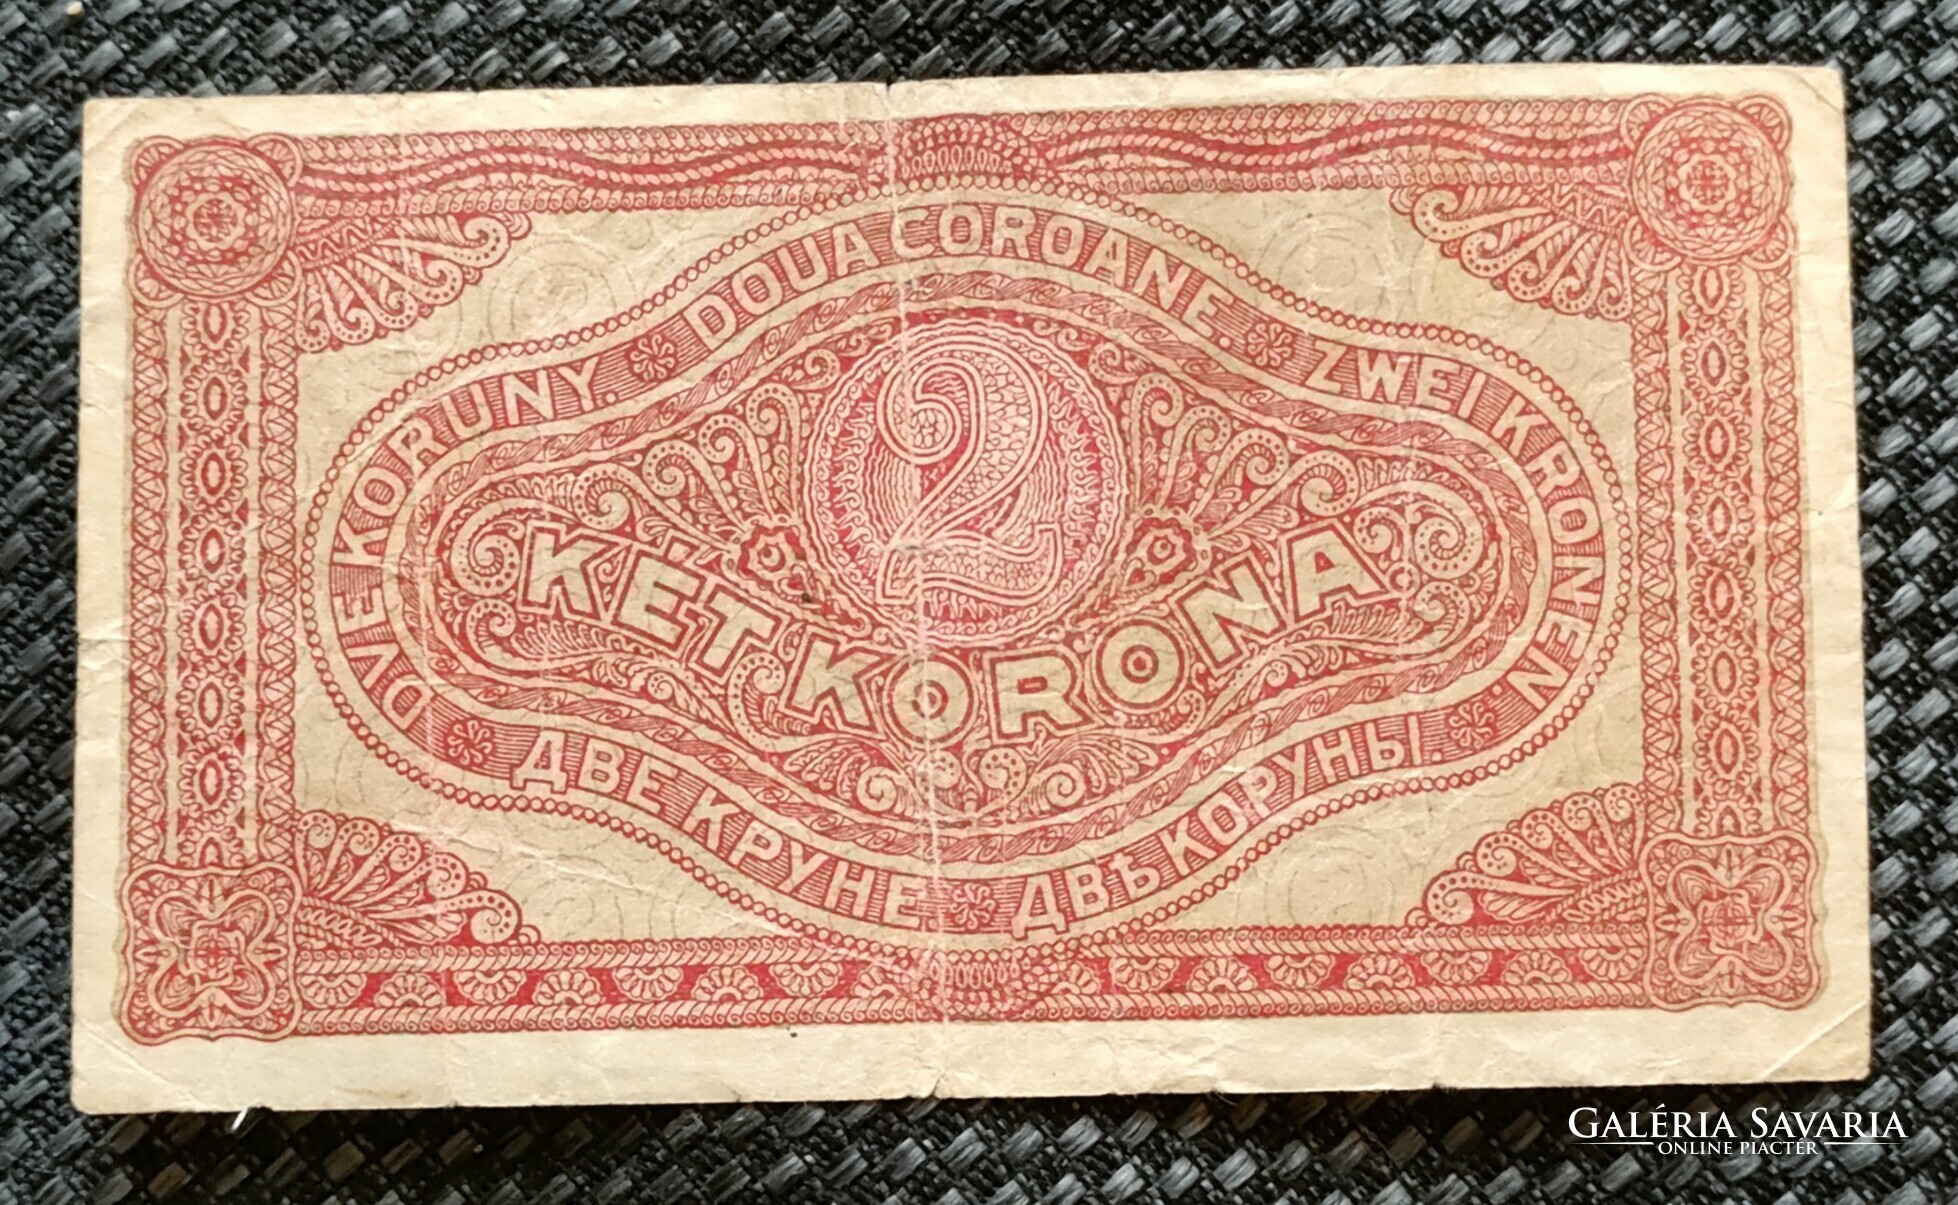 DVE KORUNY. DOUA COROANE. ZWEI KRONEN.
2
KÉT KORONA
ДВЕ КРУНЕ. ДВѢ КОРУНЫ.
GALÉRIA SAVARIA
ONLINE PIACTÉR